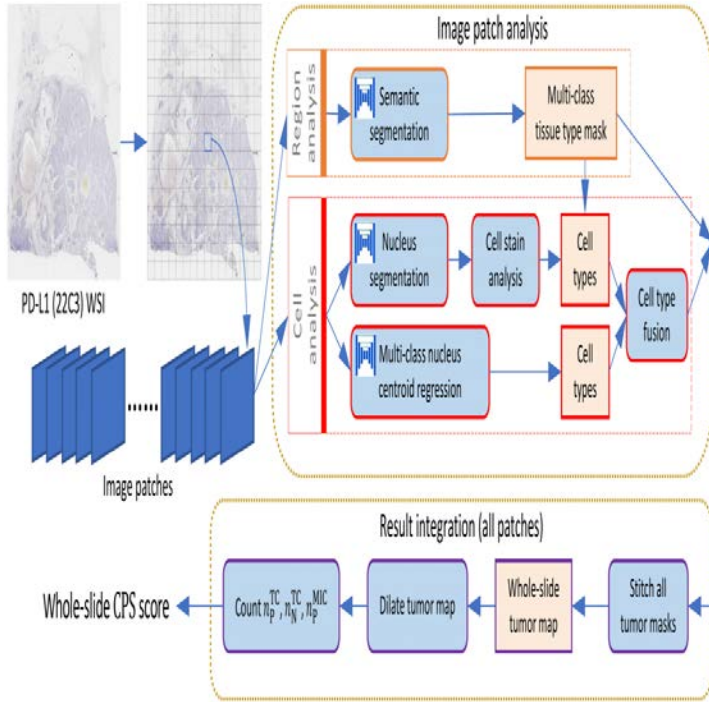 Image patch analysis
Region
analysis
Semantic
segmentation
Multi-class
tissue type mask
PD-L1 (22C3) WSI
Cell
analysis
Nucleus
segmentation
Cell stain
analysis
Cell
types
Cell type
fusion
Multi-class nucleus
centroid regression
Cell
types
Image patches
Result integration (all patches)
Whole-slide CPS score
Count n_P^TC, n_N^TC, n_P^MIC
Dilate tumor map
Whole-slide
tumor map
Stitch all
tumor masks